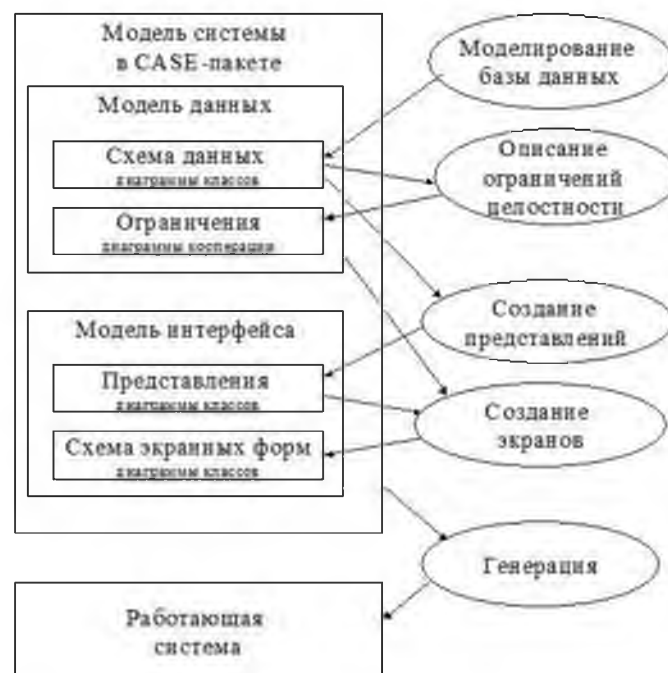 Модель системы
в CASE-пакете
Модель данных
Схема данных
диаграммы классов
Ограничения
диаграммы кооперации
Модель интерфейса
Представления
диаграммы классов
Схема экранных форм
диаграммы классов
Работающая
система
Моделирование
базы данных
Описание
ограничений
целостности
Создание
представлений
Создание
экранов
Генерация